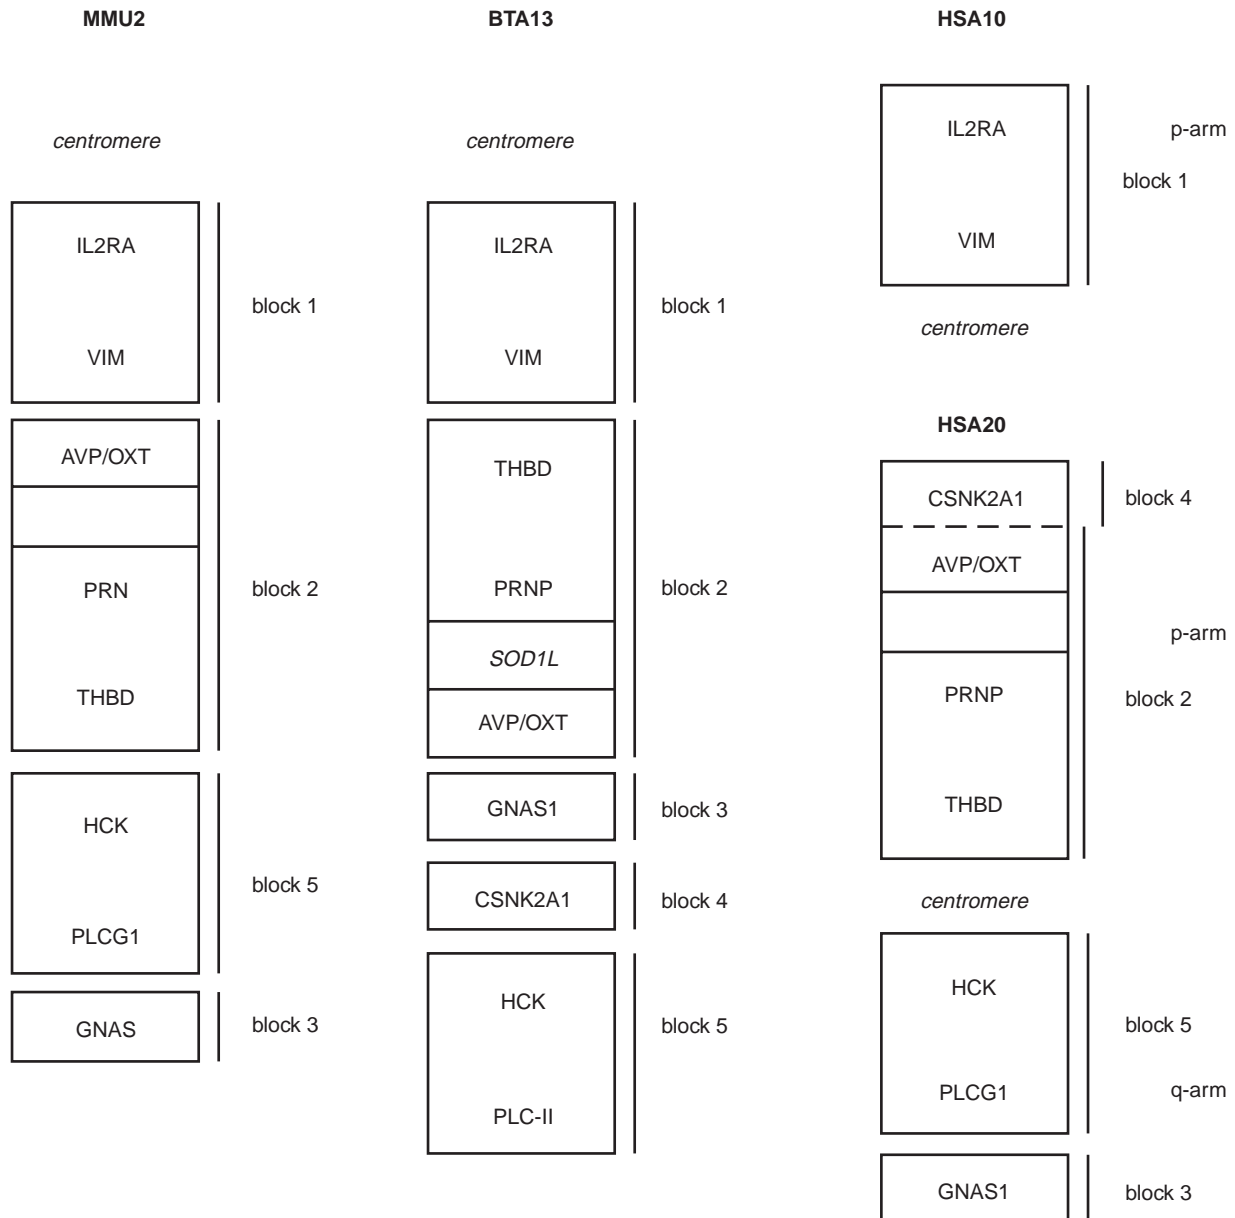 MMU2
centromere
IL2RA
VIM
block 1
AVP/OXT
PRN
THBD
block 2
HCK
PLCG1
block 5
GNAS
block 3
BTA13
centromere
IL2RA
VIM
block 1
THBD
PRNP
SOD1L
AVP/OXT
block 2
GNAS1
block 3
CSNK2A1
block 4
HCK
PLC-II
block 5
HSA10
IL2RA
VIM
p-arm
block 1
centromere
HSA20
CSNK2A1
block 4
AVP/OXT
PRNP
THBD
p-arm
block 2
centromere
HCK
PLCG1
block 5
q-arm
GNAS1
block 3